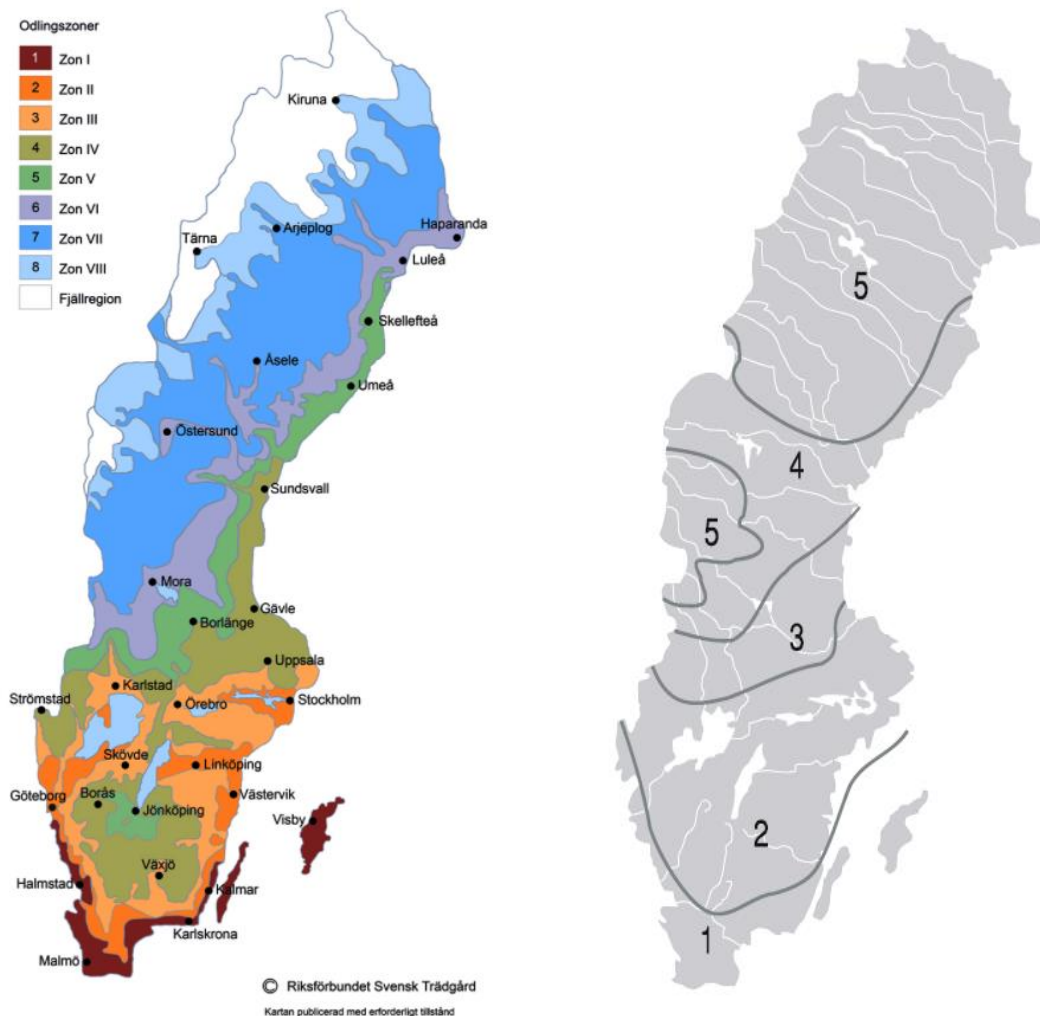 Odlingszoner
1 Zon I
2 Zon II
3 Zon III
4 Zon IV
5 Zon V
6 Zon VI
7 Zon VII
8 Zon VIII
Fjällregion
Kiruna
Haparanda
Arjeplog
Tärna
Luleå
Skellefteå
Åsele
Umeå
Östersund
Sundsvall
Mora
Gävle
Borlänge
Uppsala
Karlstad
Strömstad
Örebro
Stockholm
Skövde
Linköping
Göteborg
Borås
Jönköping
Västervik
Visby
Växjö
Halmstad
Kalmar
Karlskrona
Malmö
© Riksförbundet Svensk Trädgård
Kartan publicerad med erforderligt tillstånd
5
4
5
3
2
1